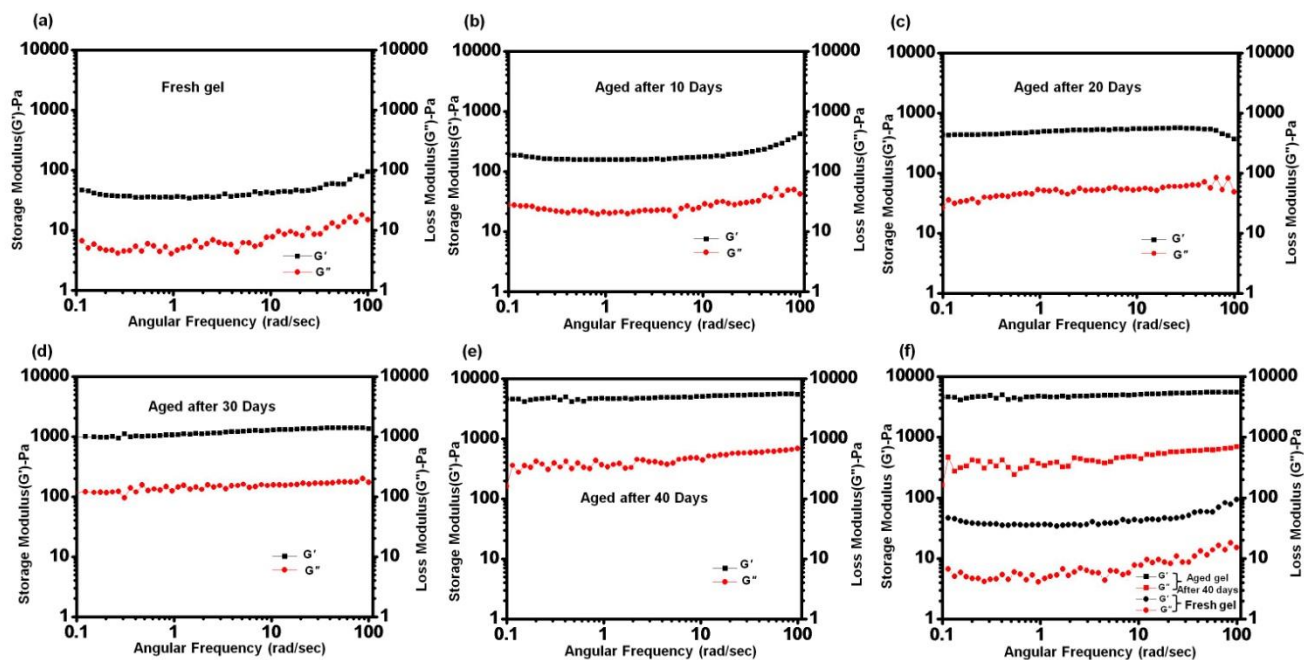 (a)
10000
1000
100
10
1
Storage Modulus(G')-Pa
Fresh gel
G'
G"
0.1
1
10
100
Angular Frequency (rad/sec)
10000
1000
100
10
1
Loss Modulus(G")-Pa
(b)
10000
1000
100
10
1
Storage Modulus(G')-Pa
Aged after 10 Days
G'
G"
0.1
1
10
100
Angular Frequency (rad/sec)
10000
1000
100
10
1
Loss Modulus(G")-Pa
(c)
10000
1000
100
10
1
Storage Modulus(G')-Pa
Aged after 20 Days
G'
G"
0.1
1
10
100
Angular Frequency (rad/sec)
10000
1000
100
10
1
Loss Modulus(G")-Pa
(d)
10000
1000
100
10
1
Storage Modulus(G')-Pa
Aged after 30 Days
G'
G"
0.1
1
10
100
Angular Frequency (rad/sec)
10000
1000
100
10
1
Loss Modulus(G")-Pa
(e)
10000
1000
100
10
1
Storage Modulus(G')-Pa
Aged after 40 Days
G'
G"
0.1
1
10
100
Angular Frequency (rad/sec)
10000
1000
100
10
1
Loss Modulus(G")-Pa
(f)
10000
1000
100
10
1
Storage Modulus (G')-Pa
G'
G"
Aged gel
After 40 days
G'
G"
Fresh gel
0.1
1
10
100
Angular Frequency (rad/sec)
10000
1000
100
10
1
Loss Modulus (G")-Pa